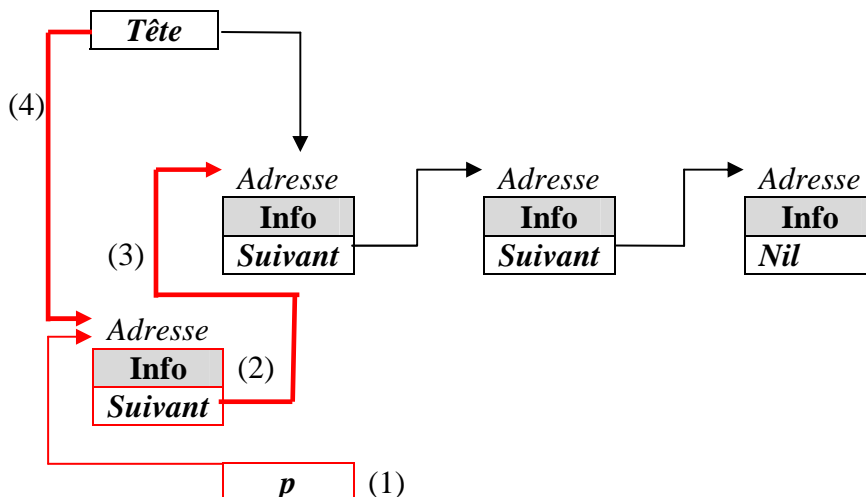 Tête
(4)
Adresse Adresse Adresse
Info Info Info
(3) Suivant Suivant Nil
Adresse
Info (2)
Suivant
p (1)